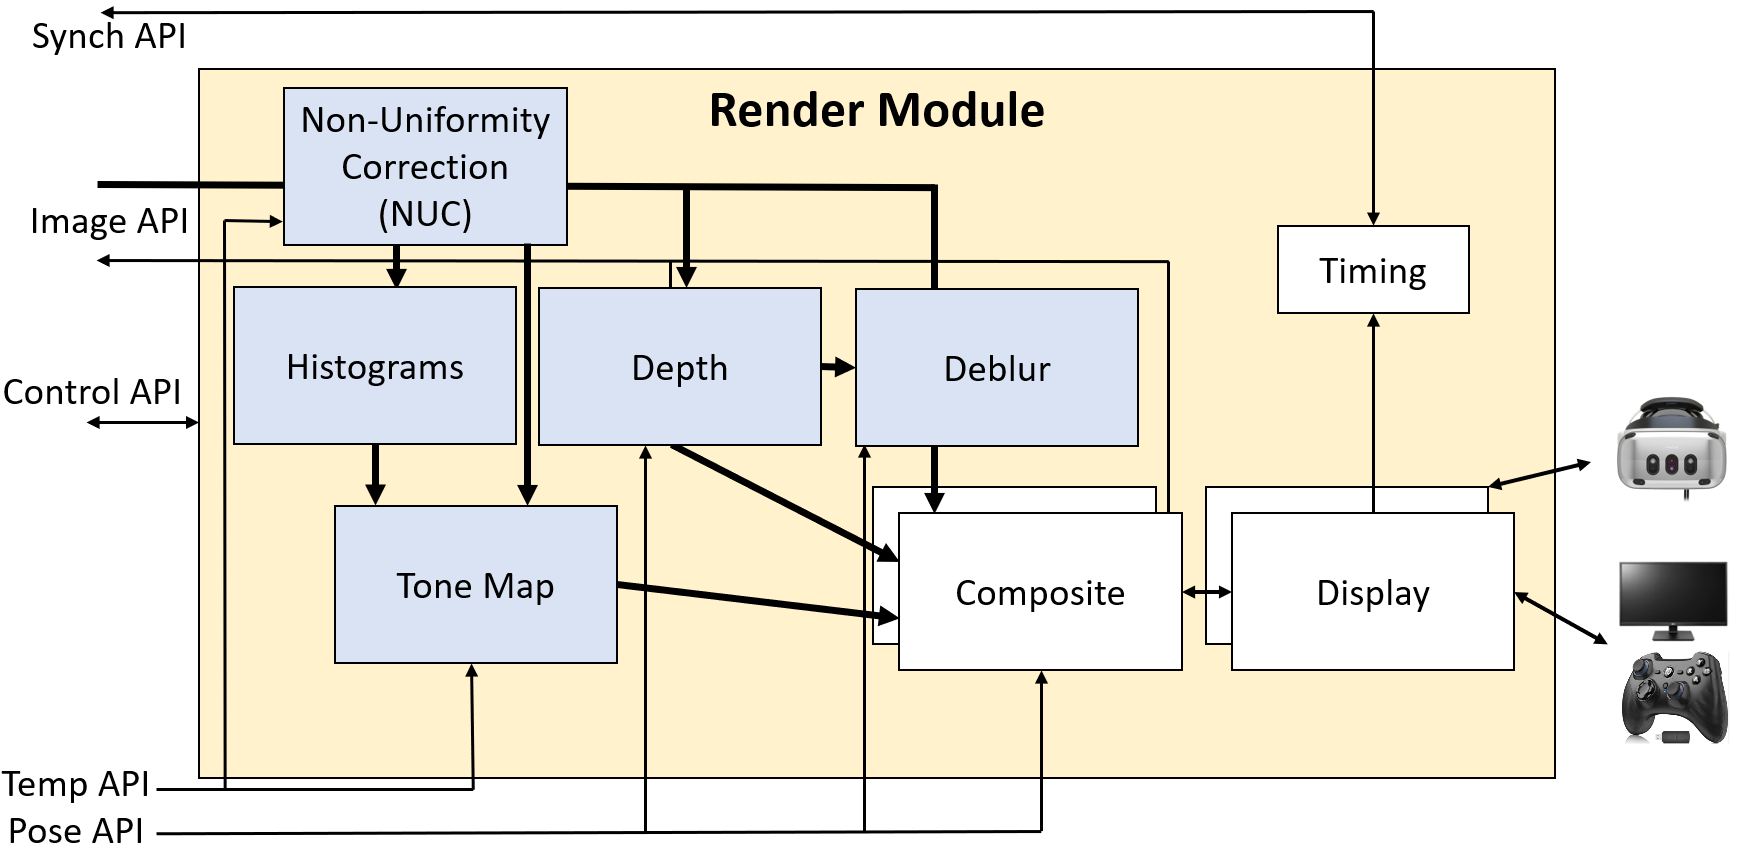 Synch API
Render Module
Non-Uniformity
Correction
(NUC)
Image API
Timing
Histograms
Depth
Deblur
Control API
Tone Map
Composite
Display
Temp API
Pose API